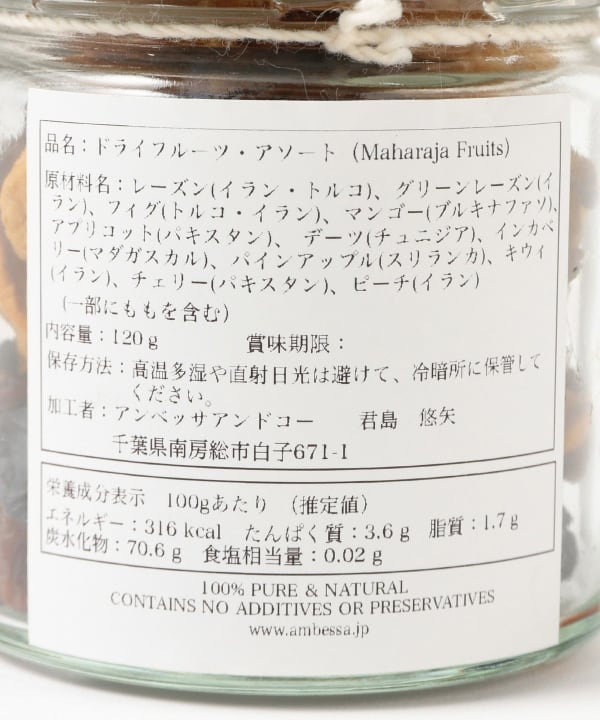 品名：ドライフルーツ・アソート（Maharaja Fruits）
原材料名：レーズン(イラン・トルコ)、グリーンレーズン(イ
ラン)、フィグ(トルコ・イラン)、マンゴー(ブルキナファソ)、
アプリコット(パキスタン)、デーツ(チュニジア)、インカベ
リー(マダガスカル)、パインアップル(スリランカ)、キウィ
(イラン)、チェリー(パキスタン)、ピーチ(イラン)
(一部にももを含む)
内容量：120g 賞味期限：
保存方法：高温多湿や直射日光は避けて、冷暗所に保管して
ください。
加工者：アンベッサアンドコー 君島 悠矢
千葉県南房総市白子671-1
栄養成分表示 100gあたり （推定値）
エネルギー：316 kcal たんぱく質：3.6g 脂質：1.7g
炭水化物：70.6g 食塩相当量：0.02g
100% PURE & NATURAL
CONTAINS NO ADDITIVES OR PRESERVATIVES
www.ambessa.jp